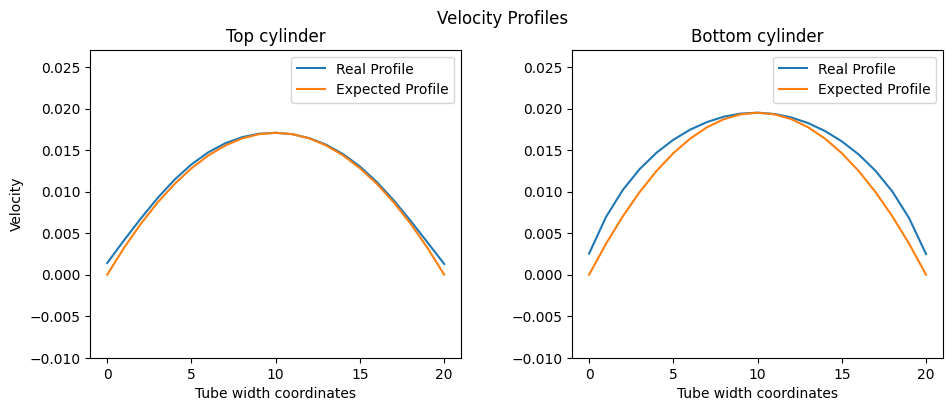 Velocity Profiles
Top cylinder
Real Profile
Expected Profile
0.025
0.020
0.015
0.010
0.005
0.000
−0.005
−0.010
Velocity
0 5 10 15 20
Tube width coordinates
Bottom cylinder
Real Profile
Expected Profile
0.025
0.020
0.015
0.010
0.005
0.000
−0.005
−0.010
0 5 10 15 20
Tube width coordinates